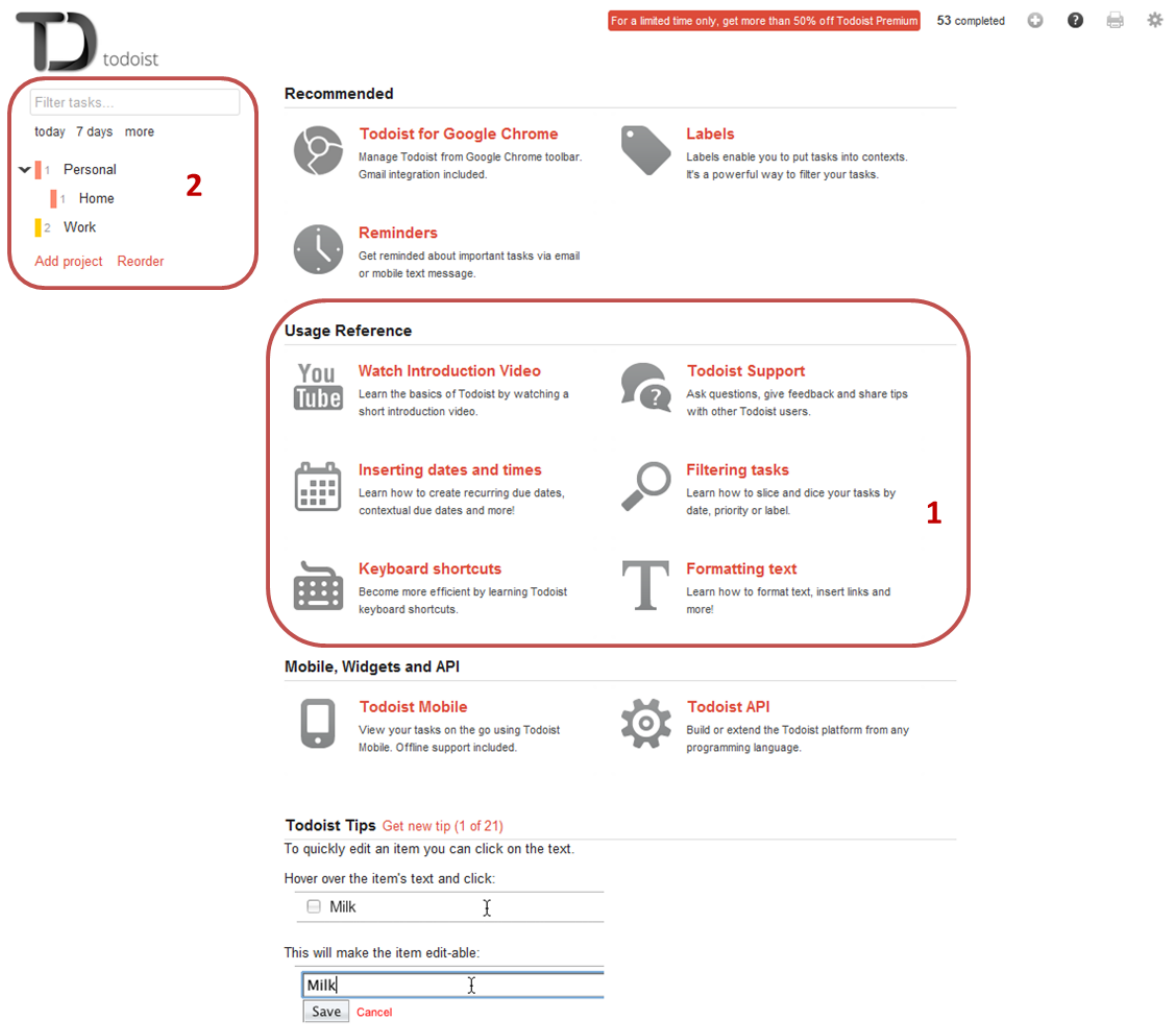 TD todoist
For a limited time only, get more than 50% off Todoist Premium 53 completed ?
Filter tasks...
today 7 days more
1 Personal
1 Home
2 Work
Add project Reorder
2
Recommended
Todoist for Google Chrome
Manage Todoist from Google Chrome toolbar.
Gmail integration included.
Labels
Labels enable you to put tasks into contexts.
It's a powerful way to filter your tasks.
Reminders
Get reminded about important tasks via email
or mobile text message.
Usage Reference
You
Tube
Watch Introduction Video
Learn the basics of Todoist by watching a
short introduction video.
?
Todoist Support
Ask questions, give feedback and share tips
with other Todoist users.
Inserting dates and times
Learn how to create recurring due dates,
contextual due dates and more!
Filtering tasks
Learn how to slice and dice your tasks by
date, priority or label.
1
Keyboard shortcuts
Become more efficient by learning Todoist
keyboard shortcuts.
T
Formatting text
Learn how to format text, insert links and
more!
Mobile, Widgets and API
Todoist Mobile
View your tasks on the go using Todoist
Mobile. Offline support included.
Todoist API
Build or extend the Todoist platform from any
programming language.
Todoist Tips Get new tip (1 of 21)
To quickly edit an item you can click on the text.
Hover over the item's text and click:
Milk
This will make the item edit-able:
Milk
Save Cancel